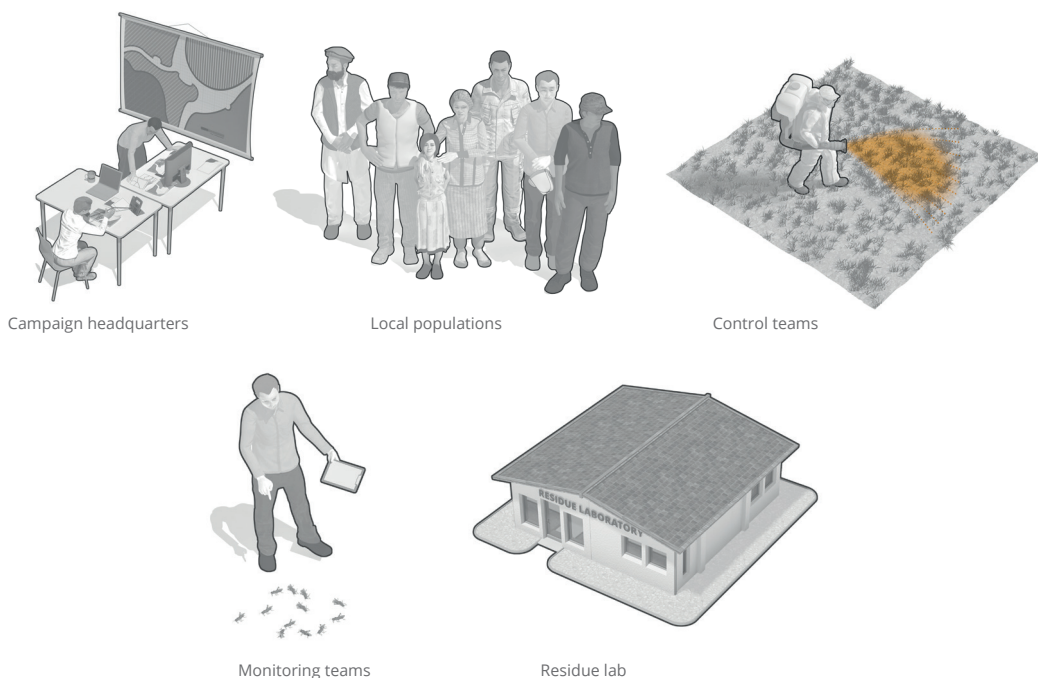 Campaign headquarters
Local populations
Control teams
RESIDUE LABORATORY
Monitoring teams
Residue lab